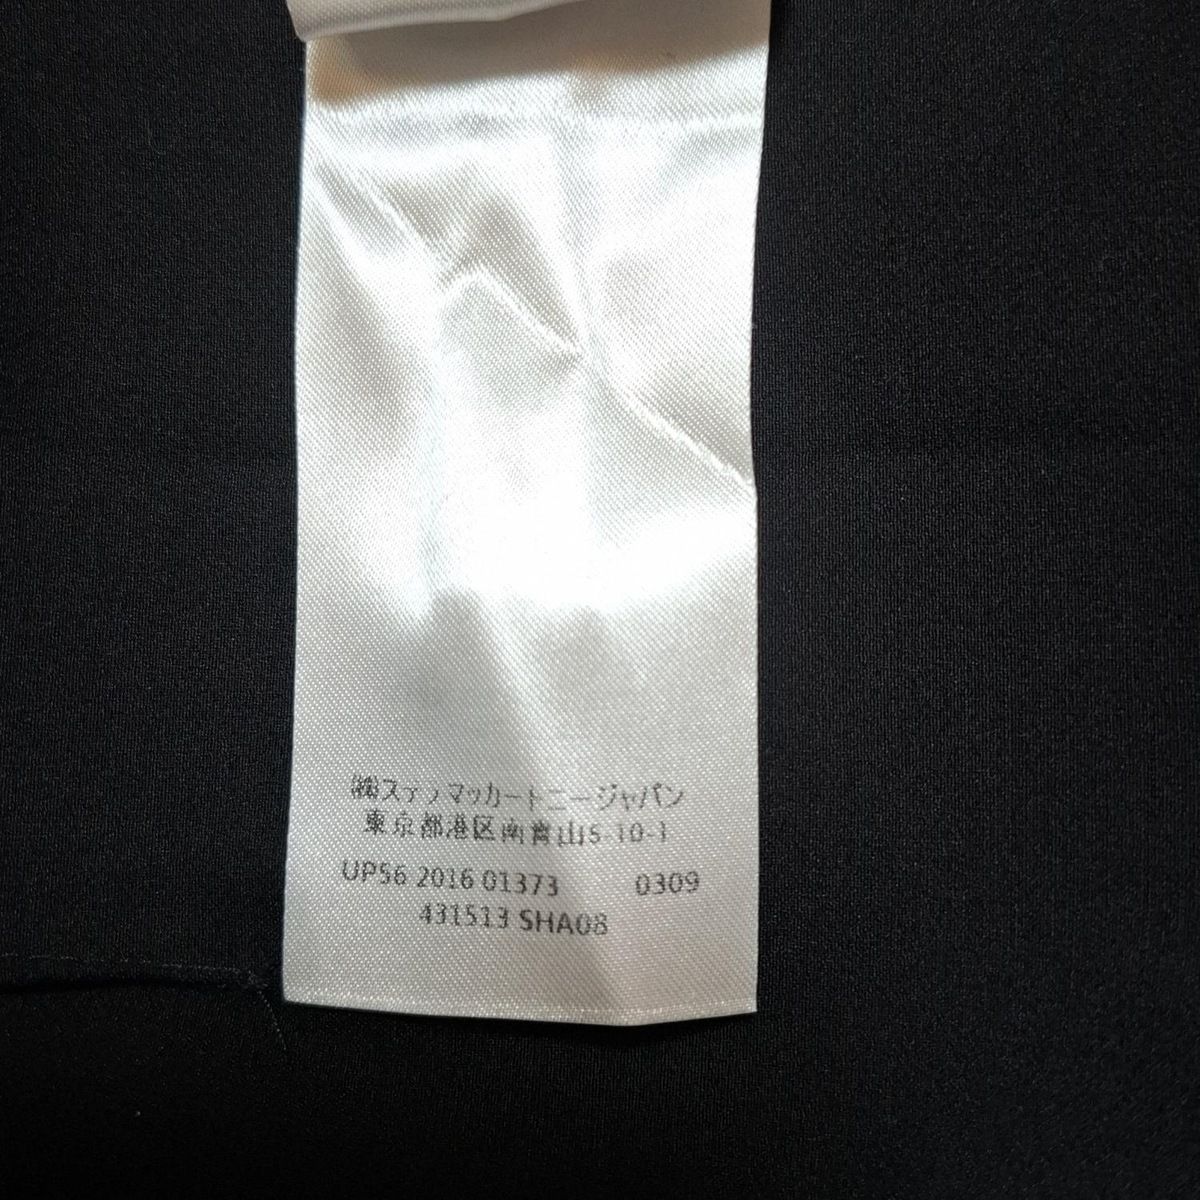 ㈱ステラマッカートニージャパン
東京都港区南青山5-10-1
UP56 2016 01373 0309
431513 SHA08